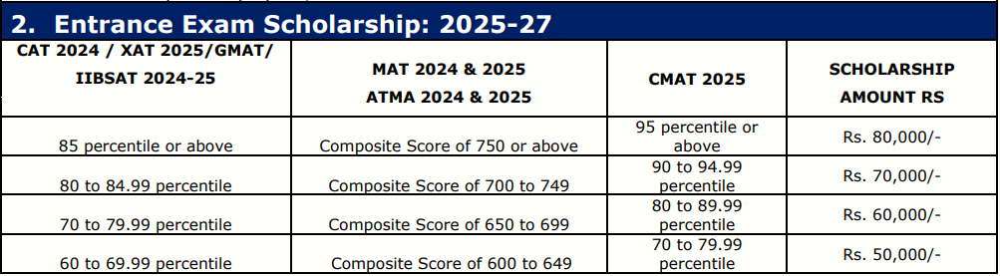 2. Entrance Exam Scholarship: 2025-27
CAT 2024 / XAT 2025/GMAT/
IIBSAT 2024-25
MAT 2024 & 2025
ATMA 2024 & 2025
CMAT 2025
SCHOLARSHIP
AMOUNT RS
85 percentile or above
Composite Score of 750 or above
95 percentile or
above
Rs. 80,000/-
80 to 84.99 percentile
Composite Score of 700 to 749
90 to 94.99
percentile
Rs. 70,000/-
70 to 79.99 percentile
Composite Score of 650 to 699
80 to 89.99
percentile
Rs. 60,000/-
60 to 69.99 percentile
Composite Score of 600 to 649
70 to 79.99
percentile
Rs. 50,000/-